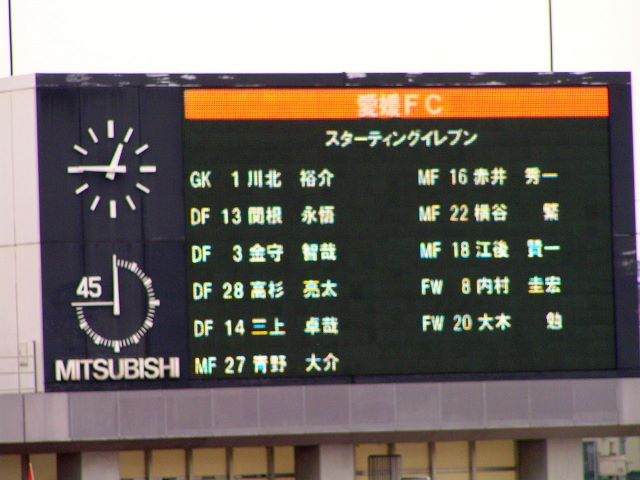 愛媛FC
スターティングイレブン
GK 1 川北 裕介
DF 13 関根 永悟
DF 3 金守 智哉
DF 28 高杉 亮太
DF 14 三上 卓哉
MF 27 青野 大介
MF 16 赤井 秀一
MF 22 横谷 繁
MF 18 江後 賢一
FW 8 内村 圭宏
FW 20 大木 勉
45
MITSUBISHI